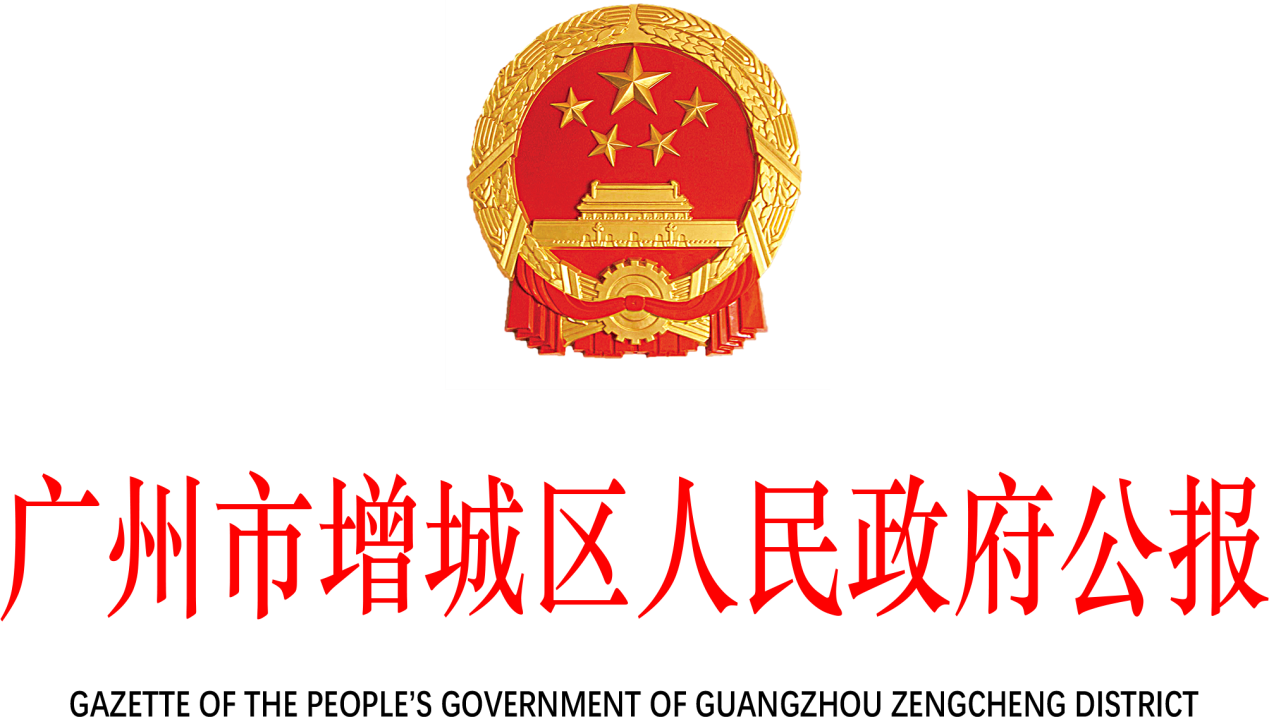 广州市增城区人民政府公报
GAZETTE OF THE PEOPLE’S GOVERNMENT OF GUANGZHOU ZENGCHENG DISTRICT